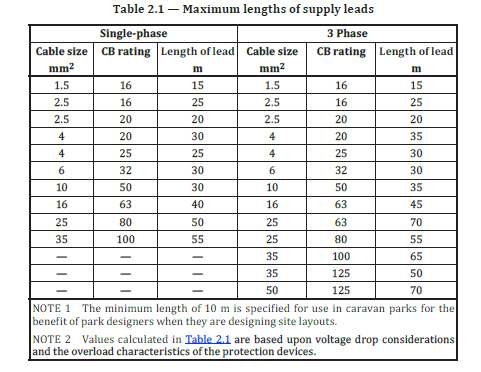 Table 2.1 — Maximum lengths of supply leads
Single-phase 3 Phase
Cable size CB rating Length of lead Cable size CB rating Length of lead
mm2 m mm2 m
1.5 16 15 1.5 16 15
2.5 16 25 2.5 16 25
2.5 20 20 2.5 20 20
4 20 30 4 20 35
4 25 25 4 25 30
6 32 30 6 32 30
10 50 30 10 50 35
16 63 40 16 63 45
25 80 50 25 63 70
35 100 55 25 80 55
— — — 35 100 65
— — — 35 125 50
— — — 50 125 70
NOTE 1 The minimum length of 10 m is specified for use in caravan parks for the
benefit of park designers when they are designing site layouts.
NOTE 2 Values calculated in Table 2.1 are based upon voltage drop considerations
and the overload characteristics of the protection devices.